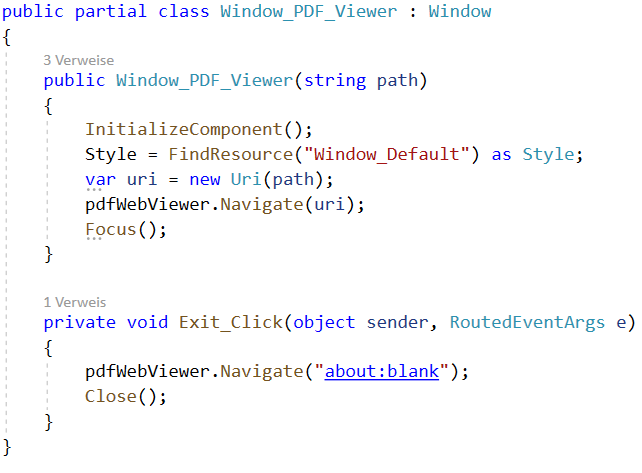 public partial class Window_PDF_Viewer : Window
{
3 Verweise
public Window_PDF_Viewer(string path)
{
InitializeComponent();
Style = FindResource("Window_Default") as Style;
var uri = new Uri(path);
pdfWebViewer.Navigate(uri);
Focus();
}
1 Verweis
private void Exit_Click(object sender, RoutedEventArgs e)
{
pdfWebViewer.Navigate("about:blank");
Close();
}
}